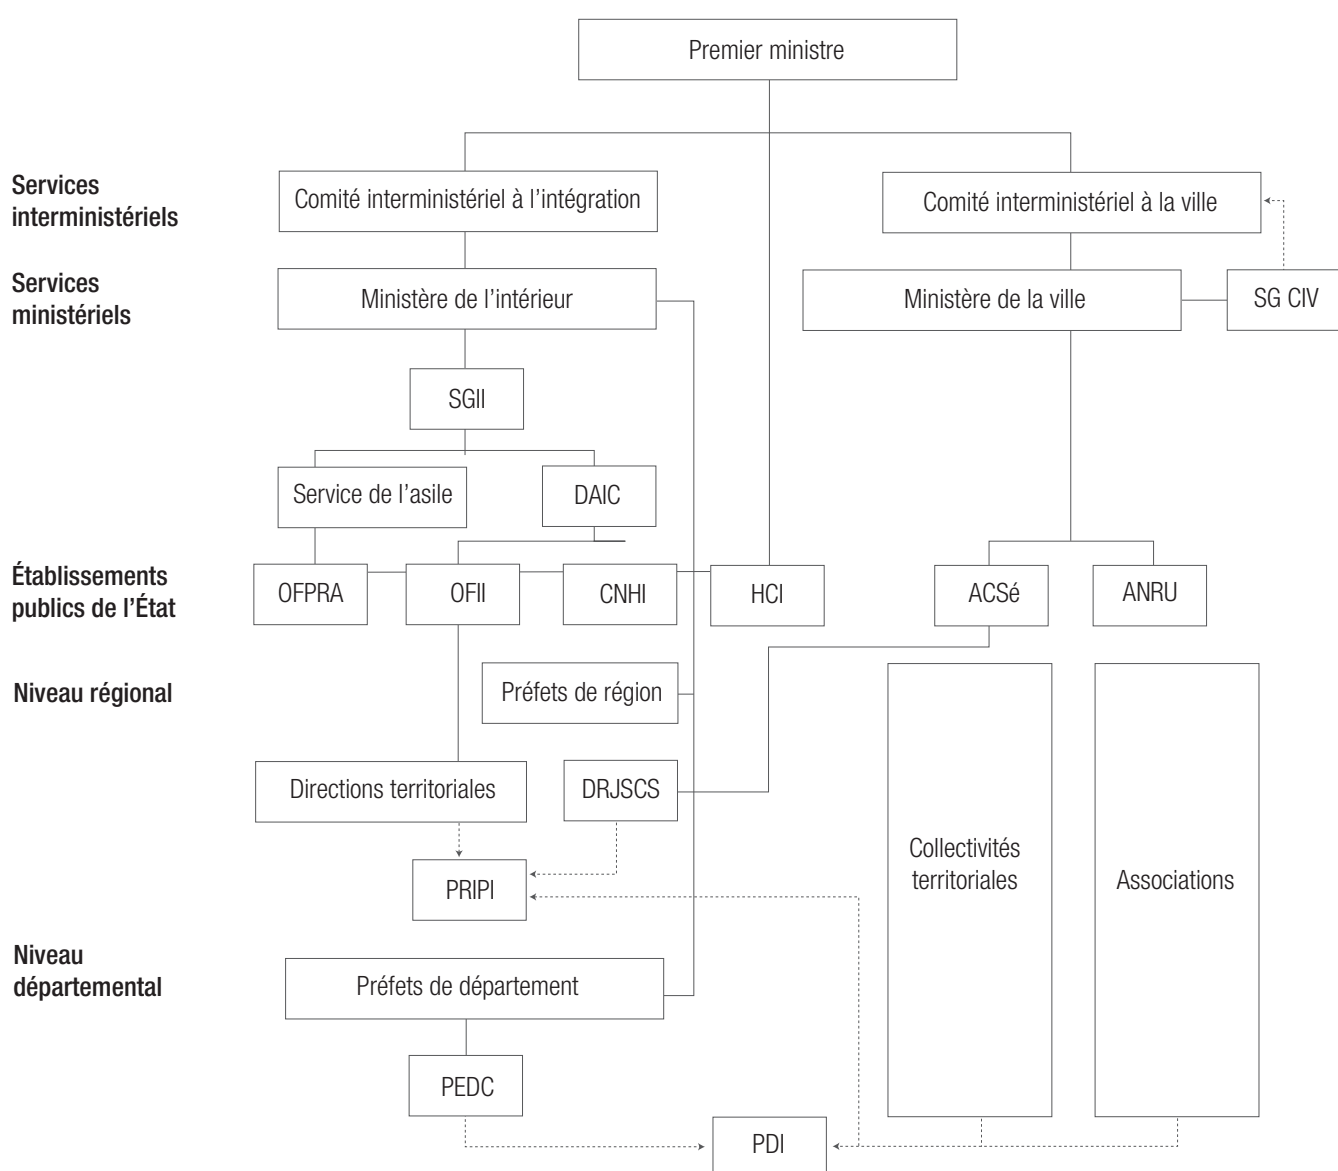 Premier ministre
Services
interministériels
Comité interministériel à l'intégration
Comité interministériel à la ville
Services
ministériels
Ministère de l'intérieur
Ministère de la ville
SG CIV
SGII
Service de l'asile
DAIC
Établissements
publics de l'État
OFPRA
OFII
CNHI
HCI
ACSé
ANRU
Niveau régional
Préfets de région
Directions territoriales
DRJSCS
PRIPI
Collectivités
territoriales
Associations
Niveau
départemental
Préfets de département
PEDC
PDI